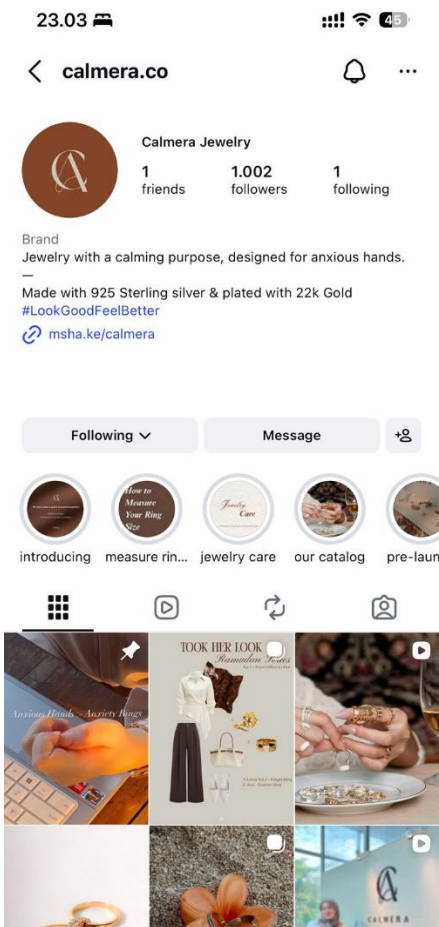 23.03
45
calmera.co
Calmera Jewelry
1 1.002 1
friends followers following
Brand
Jewelry with a calming purpose, designed for anxious hands.
—
Made with 925 Sterling silver & plated with 22k Gold
#LookGoodFeelBetter
msha.ke/calmera
Following Message
How to
Measure
Your Ring
Size
Jewelry
Care
introducing measure rin... jewelry care our catalog pre-laun
Anxious Hands - Anxiety Rings
TOOK HER LOOK
Ramadan
CALMERA